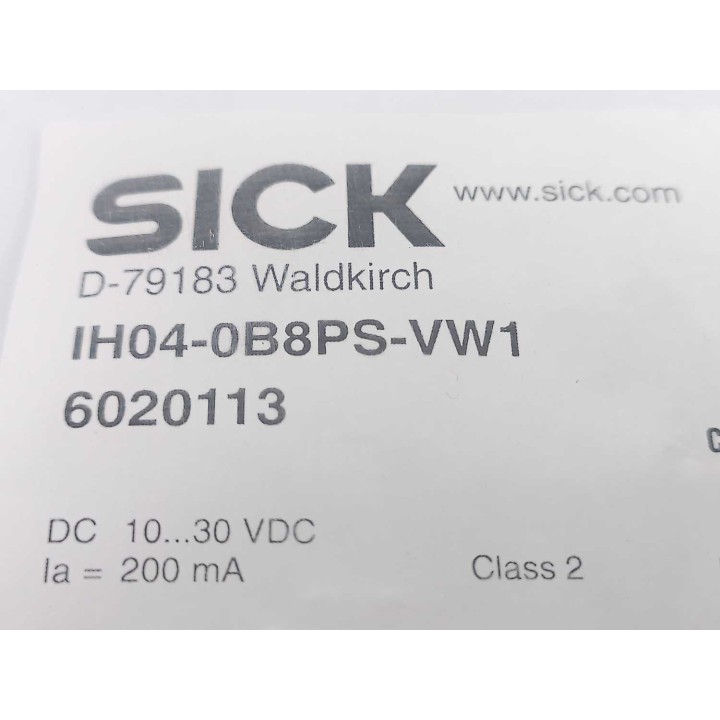 SICK www.sick.com
D-79183 Waldkirch
IH04-0B8PS-VW1
6020113
DC 10...30 VDC
Ia = 200 mA Class 2